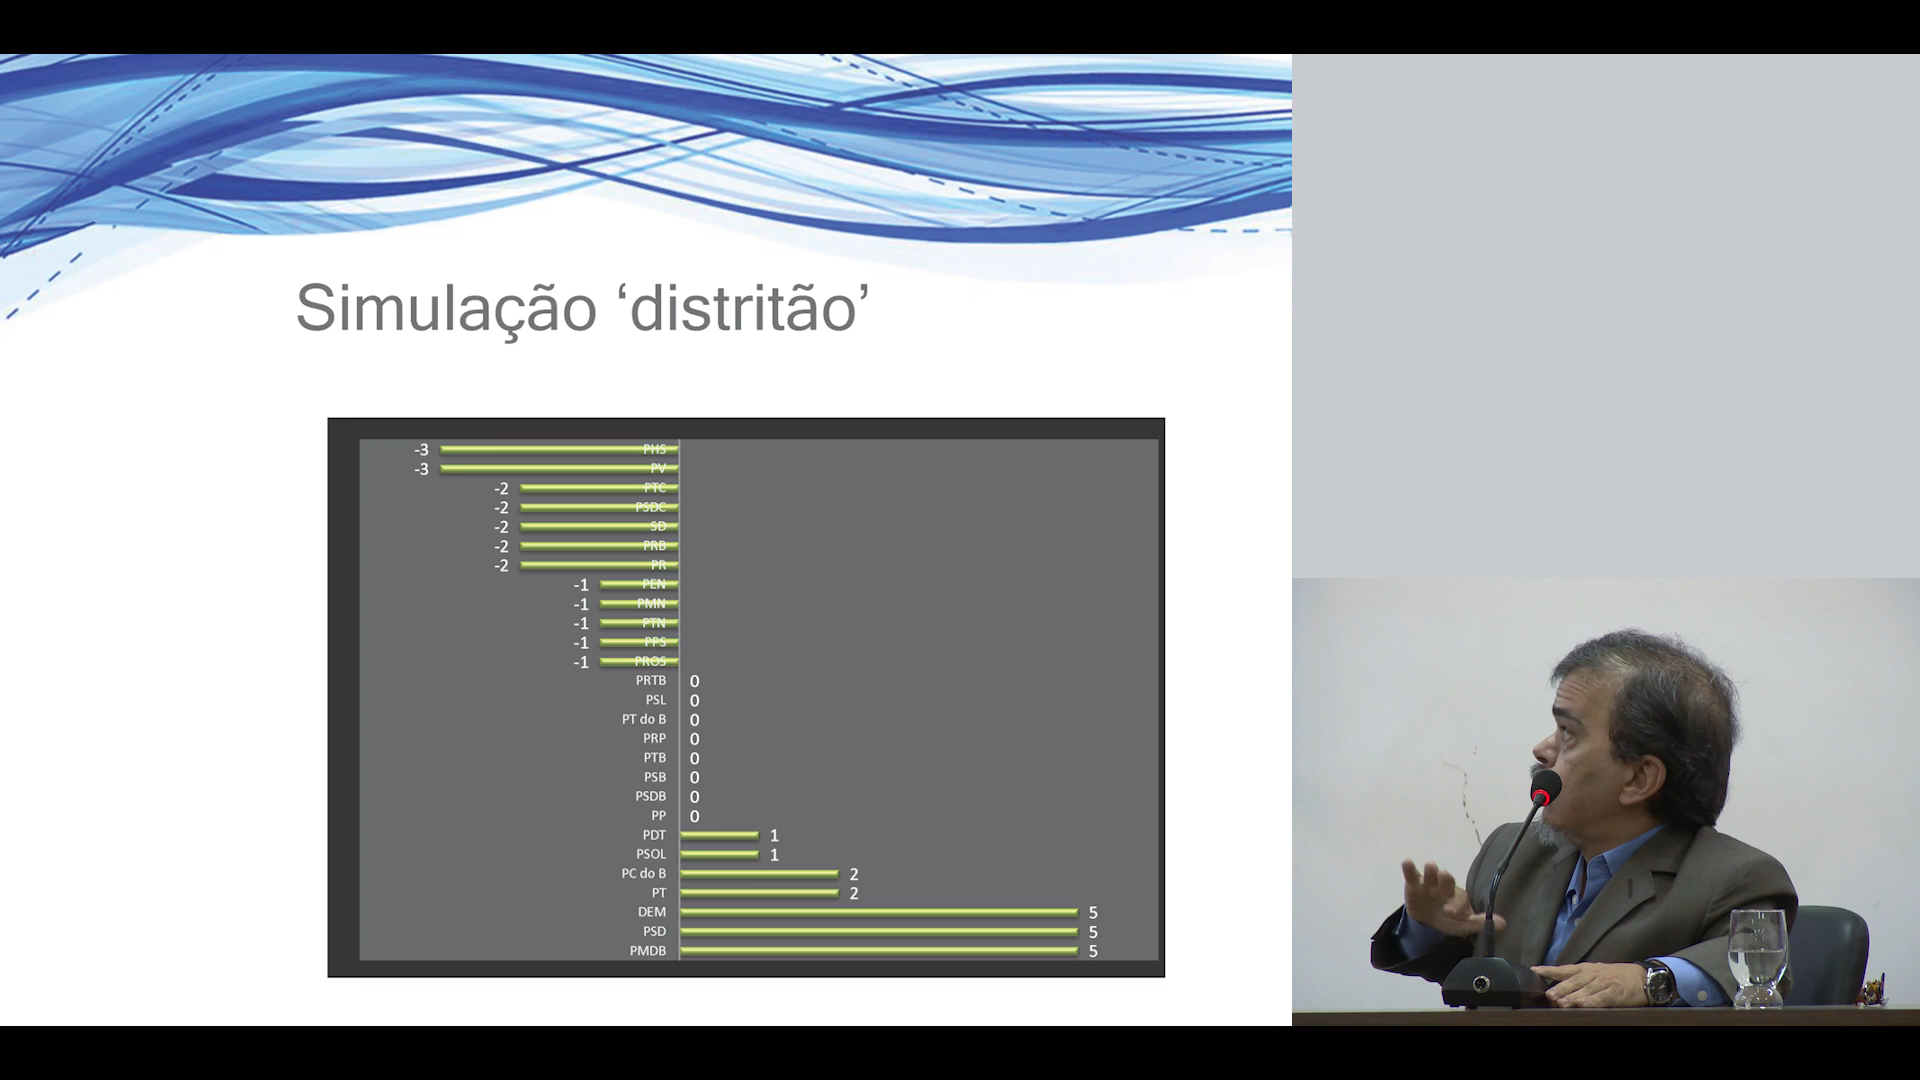 Simulação ‘distritão’
-3 PHS
-3 PV
-2 PTC
-2 PSDC
-2 SD
-2 PRB
-2 PR
-1 PEN
-1 PMN
-1 PTN
-1 PPS
-1 PROS
PRTB 0
PSL 0
PT do B 0
PRP 0
PTB 0
PSB 0
PSDB 0
PP 0
PDT 1
PSOL 1
PC do B 2
PT 2
DEM 5
PSD 5
PMDB 5